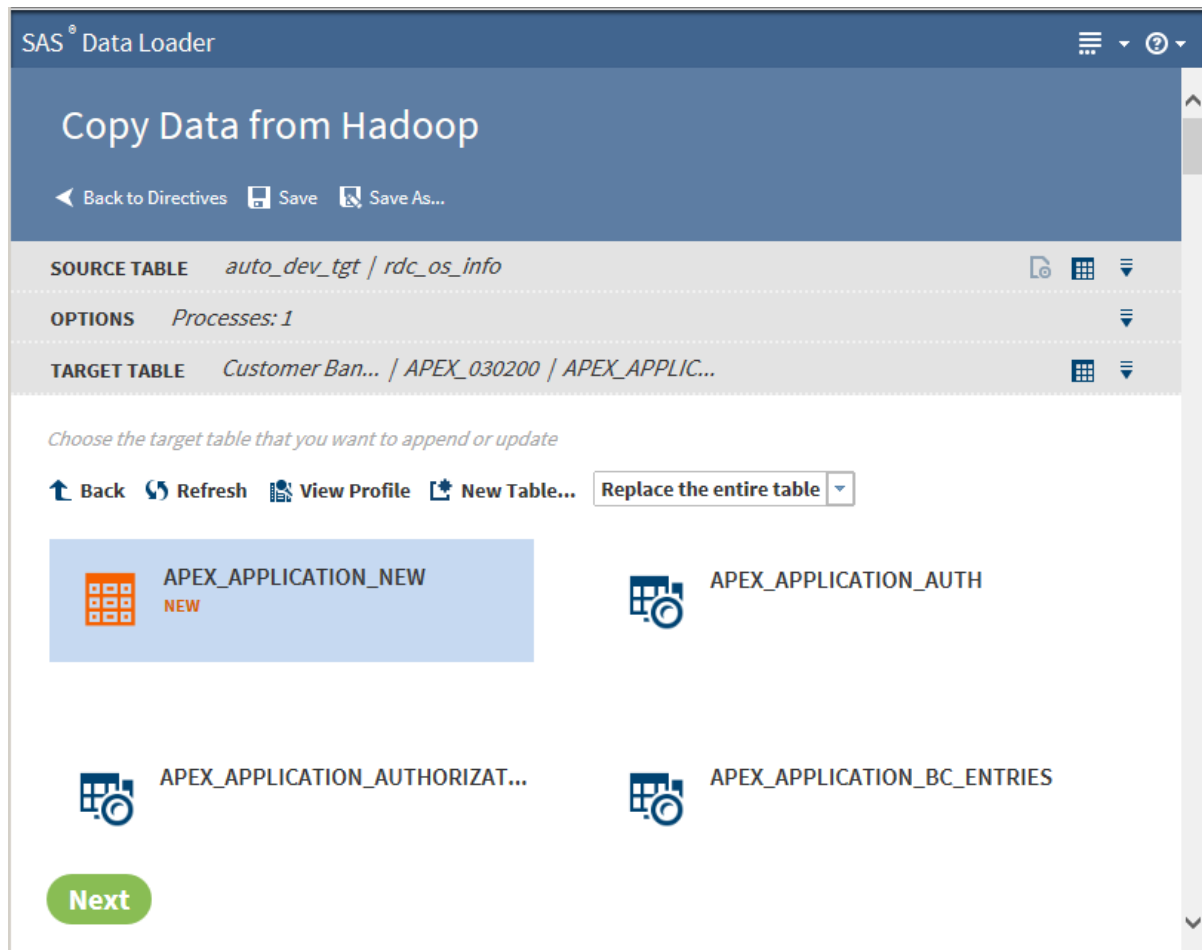 SAS® Data Loader
Copy Data from Hadoop
Back to Directives Save Save As...
SOURCE TABLE auto_dev_tgt | rdc_os_info
OPTIONS Processes: 1
TARGET TABLE Customer Ban... | APEX_030200 | APEX_APPLIC...
Choose the target table that you want to append or update
Back Refresh View Profile New Table... Replace the entire table
APEX_APPLICATION_NEW
NEW
APEX_APPLICATION_AUTH
APEX_APPLICATION_AUTHORIZAT...
APEX_APPLICATION_BC_ENTRIES
Next